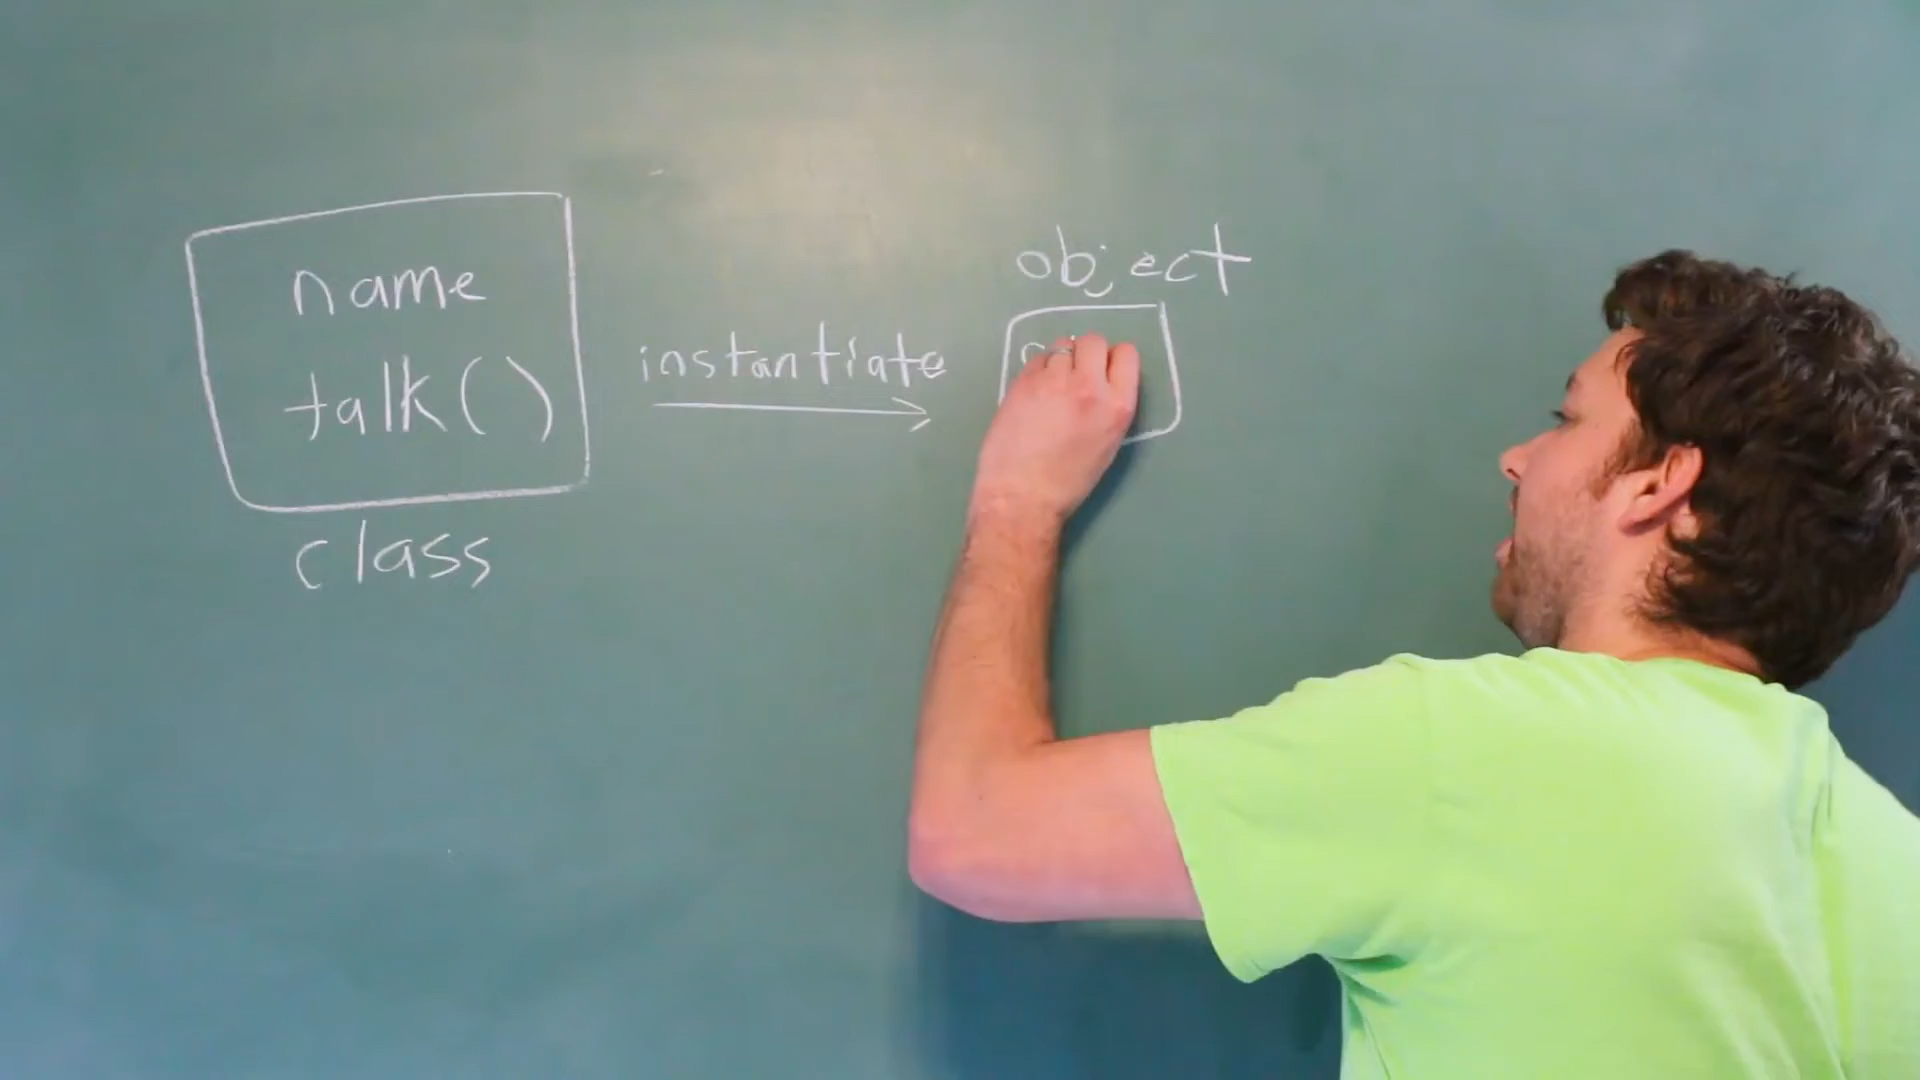 name
talk()
class
instantiate
object